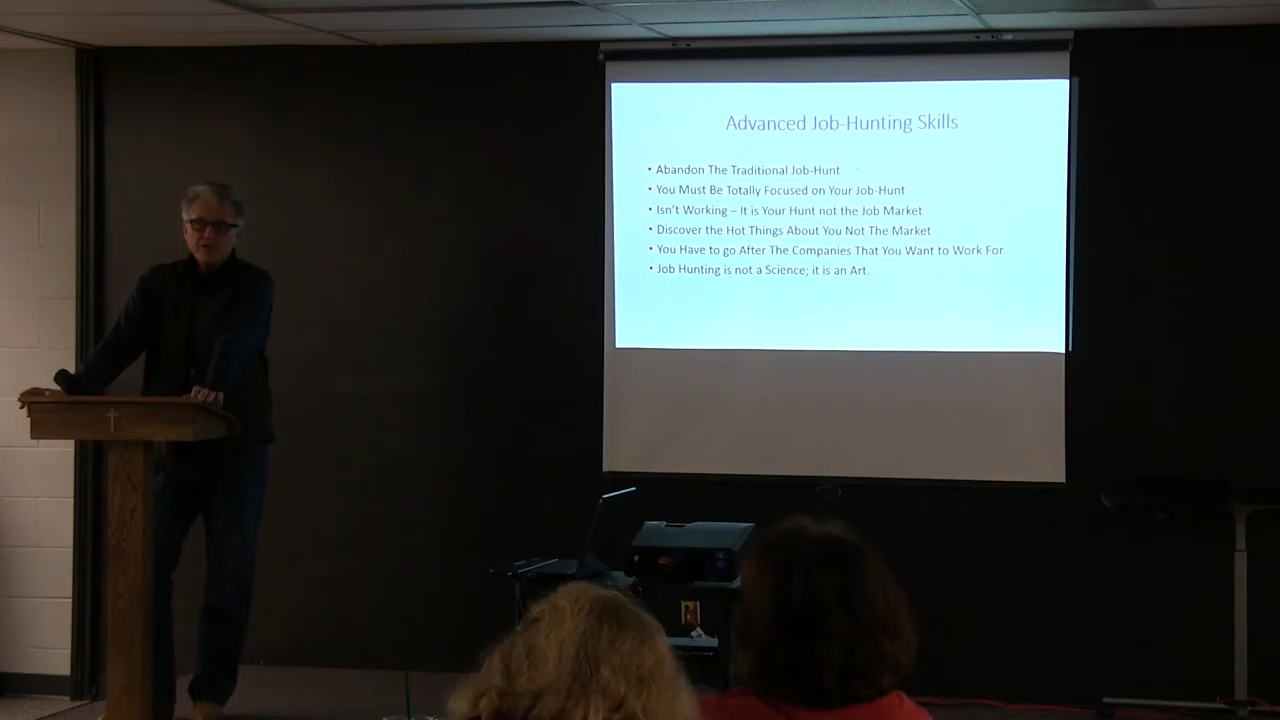 Advanced Job-Hunting Skills
• Abandon The Traditional Job-Hunt
• You Must Be Totally Focused on Your Job-Hunt
• Isn't Working – It is Your Hunt not the Job Market
• Discover the Hot Things About You Not The Market
• You Have to go After The Companies That You Want to Work For
• Job Hunting is not a Science; it is an Art.